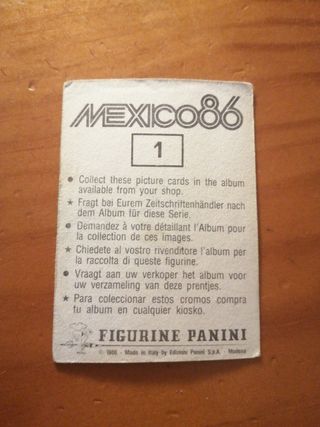 MEXICO86
1
● Collect these picture cards in the album
available from your shop.
★ Fragt bei Eurem Zeitschriftenhändler nach
dem Album für diese Serie.
● Demandez à votre détaillant l'Album pour
la collection de ces images.
★ Chiedete al vostro rivenditore l'album per
la raccolta di queste figurine.
● Vraagt aan uw verkoper het album voor
uw verzameling van deze prentjes.
★ Para coleccionar estos cromos compra
tu album en cualquier kiosko.
FIGURINE PANINI
© 1986 - Made in Italy by Edizioni Panini S.p.A. - Modena